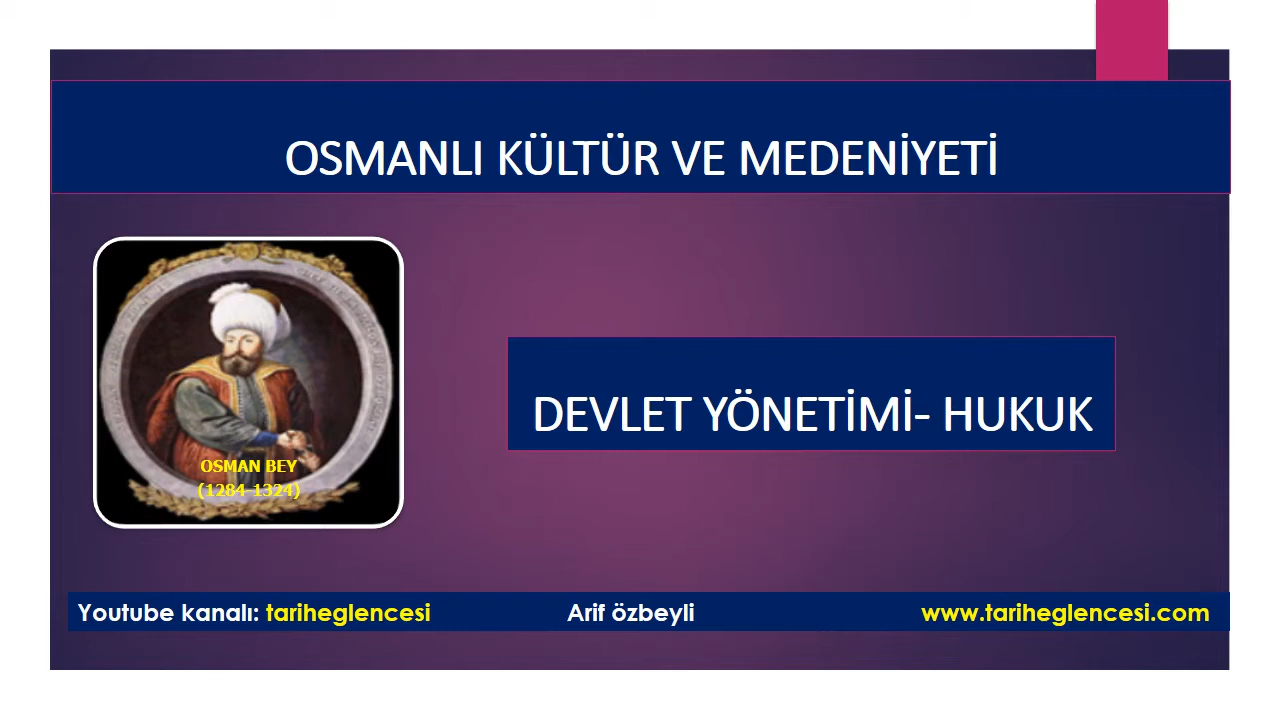 OSMANLI KÜLTÜR VE MEDENİYETİ
OSMAN BEY
(1284-1324)
DEVLET YÖNETİMİ- HUKUK
Youtube kanalı: tariheglencesi
Arif özbeyli
www.tariheglencesi.com